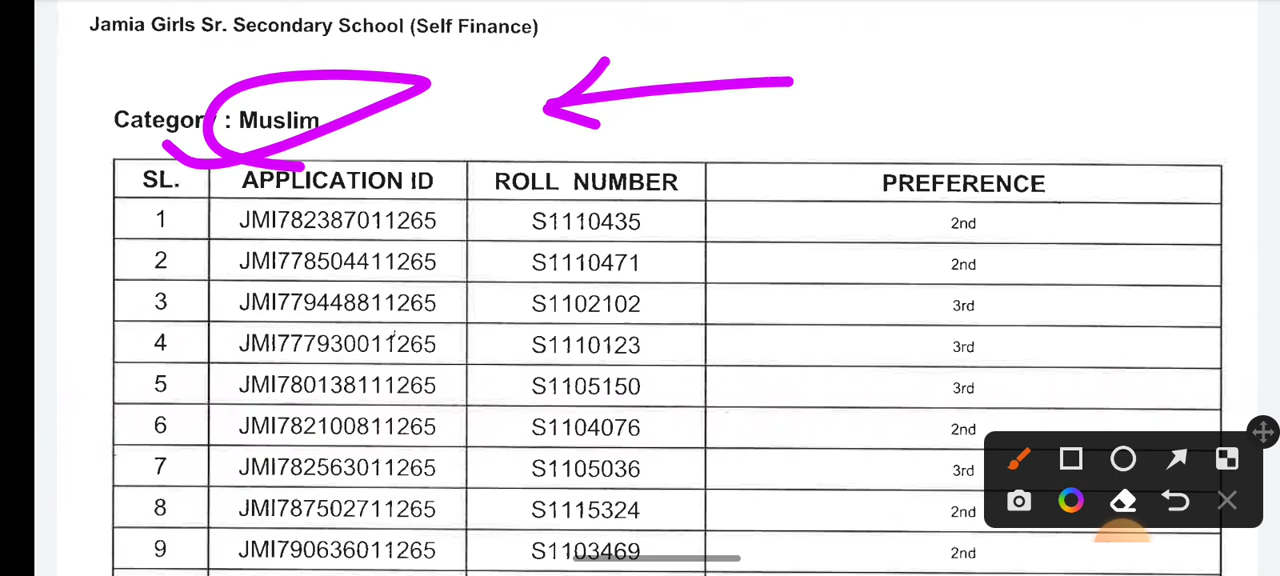 Jamia Girls Sr. Secondary School (Self Finance)
Category : Muslim
SL. APPLICATION ID ROLL NUMBER PREFERENCE
1 JMI782387011265 S1110435 2nd
2 JMI778504411265 S1110471 2nd
3 JMI779448811265 S1102102 3rd
4 JMI777930011265 S1110123 3rd
5 JMI780138111265 S1105150 3rd
6 JMI782100811265 S1104076 2nd
7 JMI782563011265 S1105036 3rd
8 JMI787502711265 S1115324 2nd
9 JMI790636011265 S1103469 2nd